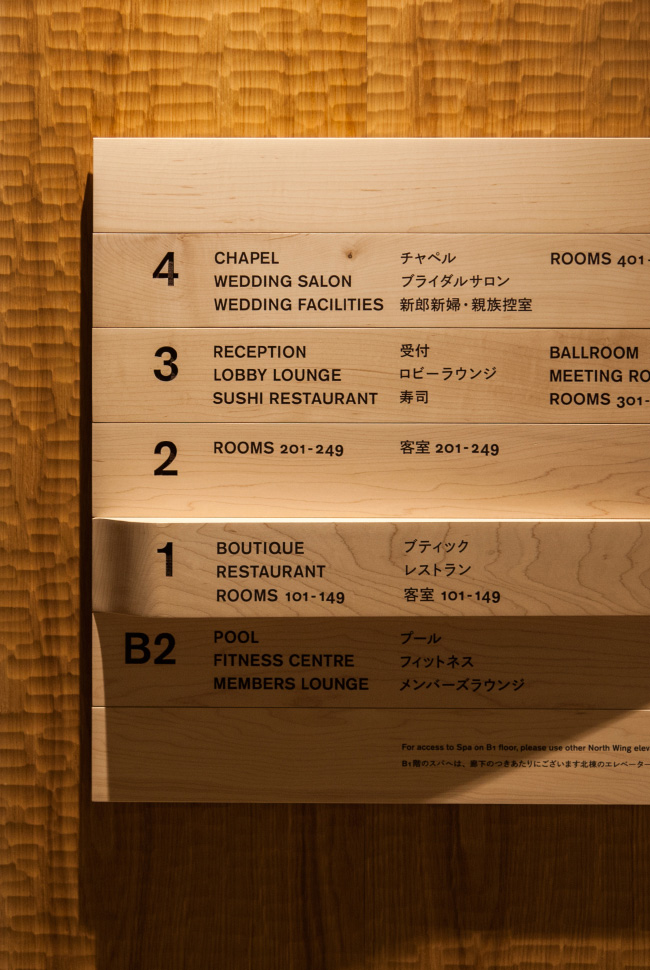 4 CHAPEL チャペル ROOMS 401-
WEDDING SALON ブライダルサロン
WEDDING FACILITIES 新郎新婦・親族控室
3 RECEPTION 受付 BALLROOM
LOBBY LOUNGE ロビーラウンジ MEETING RO
SUSHI RESTAURANT 寿司 ROOMS 301-
2 ROOMS 201-249 客室 201-249
1 BOUTIQUE ブティック
RESTAURANT レストラン
ROOMS 101-149 客室 101-149
B2 POOL プール
FITNESS CENTRE フィットネス
MEMBERS LOUNGE メンバーズラウンジ
For access to Spa on B1 floor, please use other North Wing elev
B1階のスパへは、廊下のつきあたりにございます北棟のエレベーター